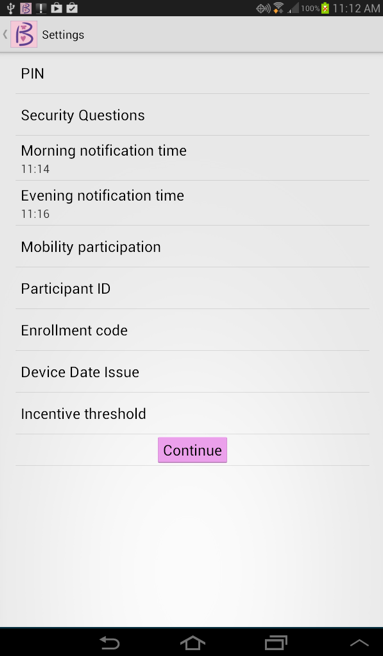 100% 11:12 AM
B Settings
PIN
Security Questions
Morning notification time
11:14
Evening notification time
11:16
Mobility participation
Participant ID
Enrollment code
Device Date Issue
Incentive threshold
Continue